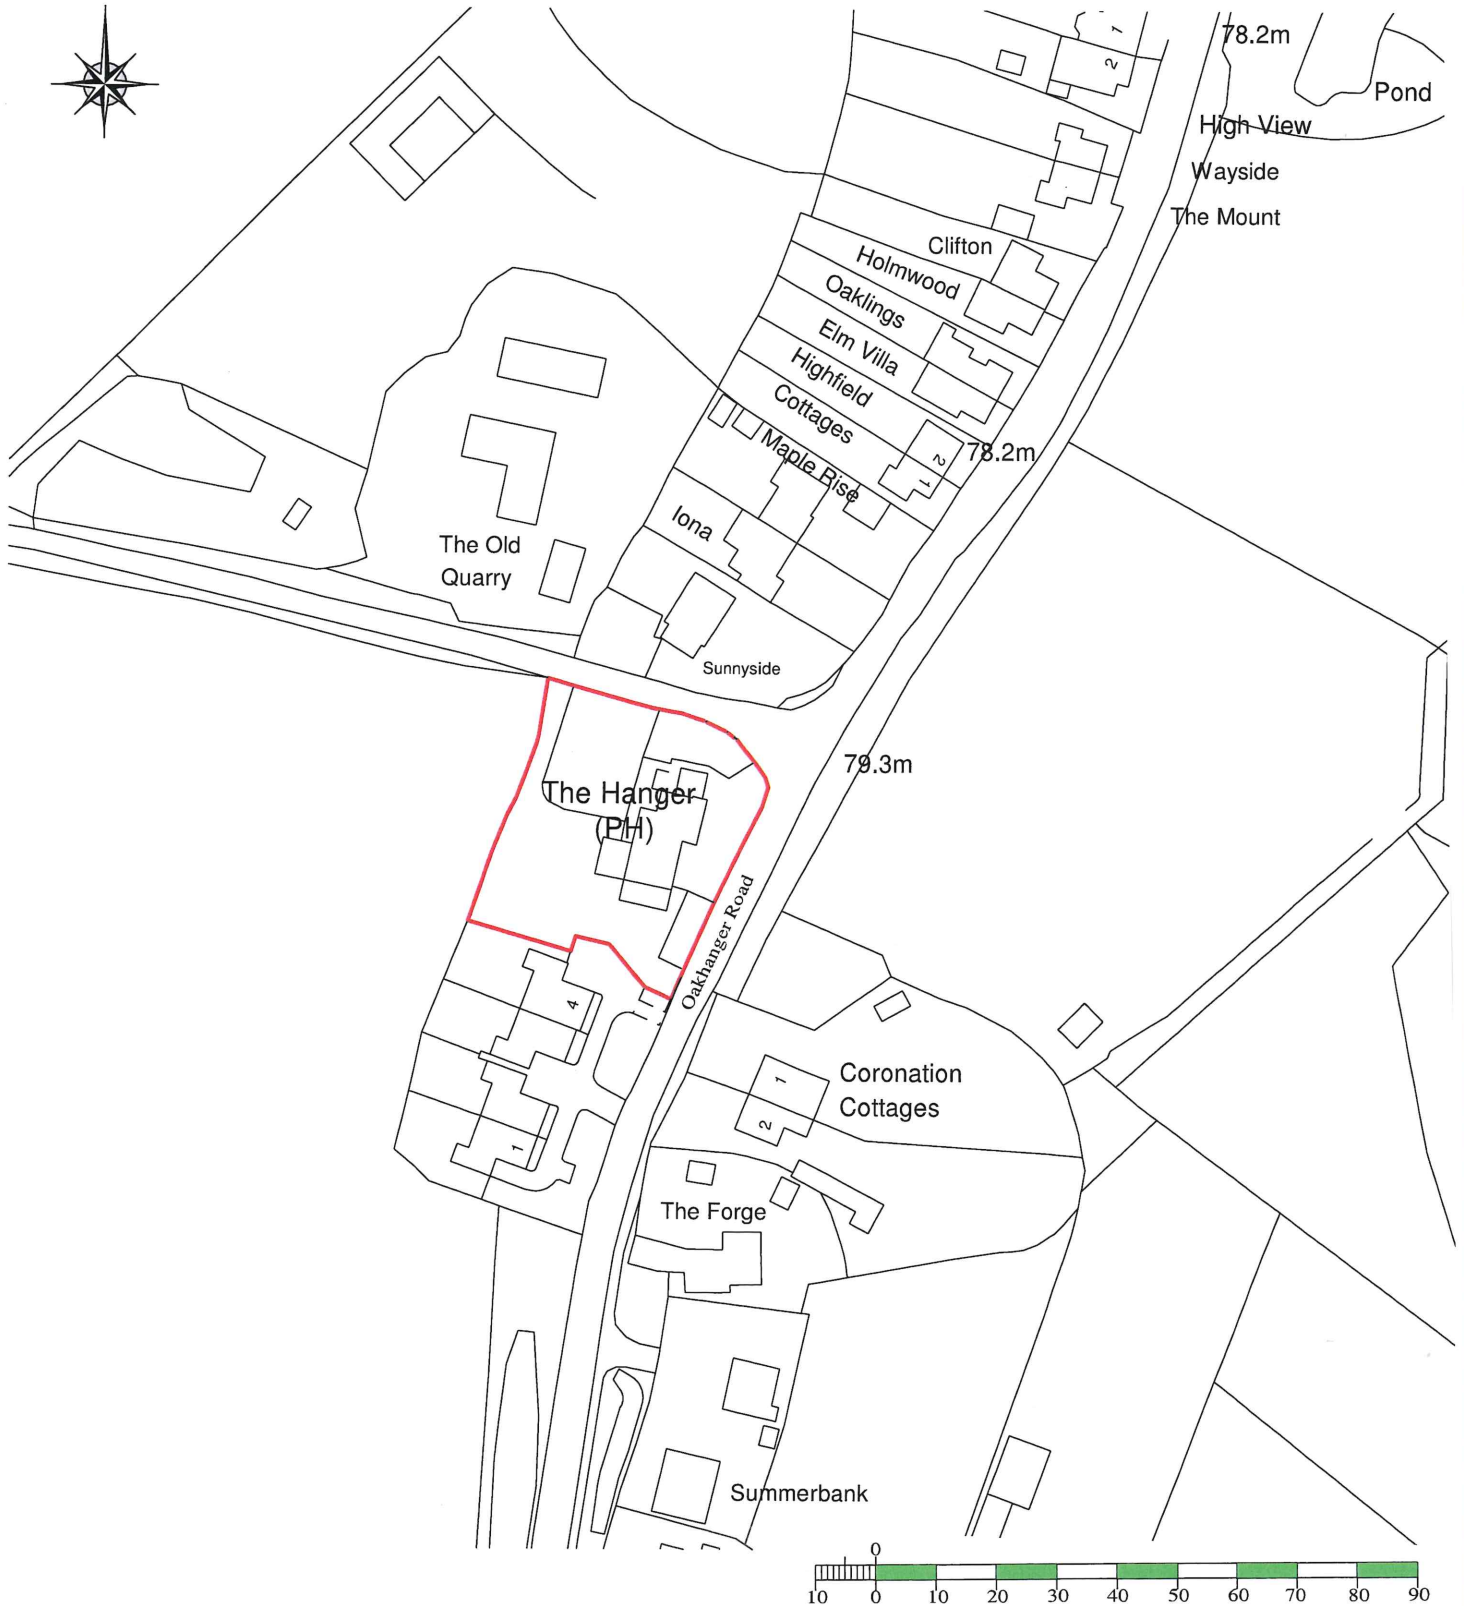 78.2m
1
2
Pond
High View
Wayside
The Mount
Clifton
Holmwood
Oaklings
Elm Villa
Highfield
Cottages
2
1
78.2m
Maple Rise
Iona
The Old
Quarry
Sunnyside
79.3m
The Hanger
(PH)
Oakhanger Road
4
1
Coronation
Cottages
1
2
The Forge
Summerbank
0
10 0 10 20 30 40 50 60 70 80 90